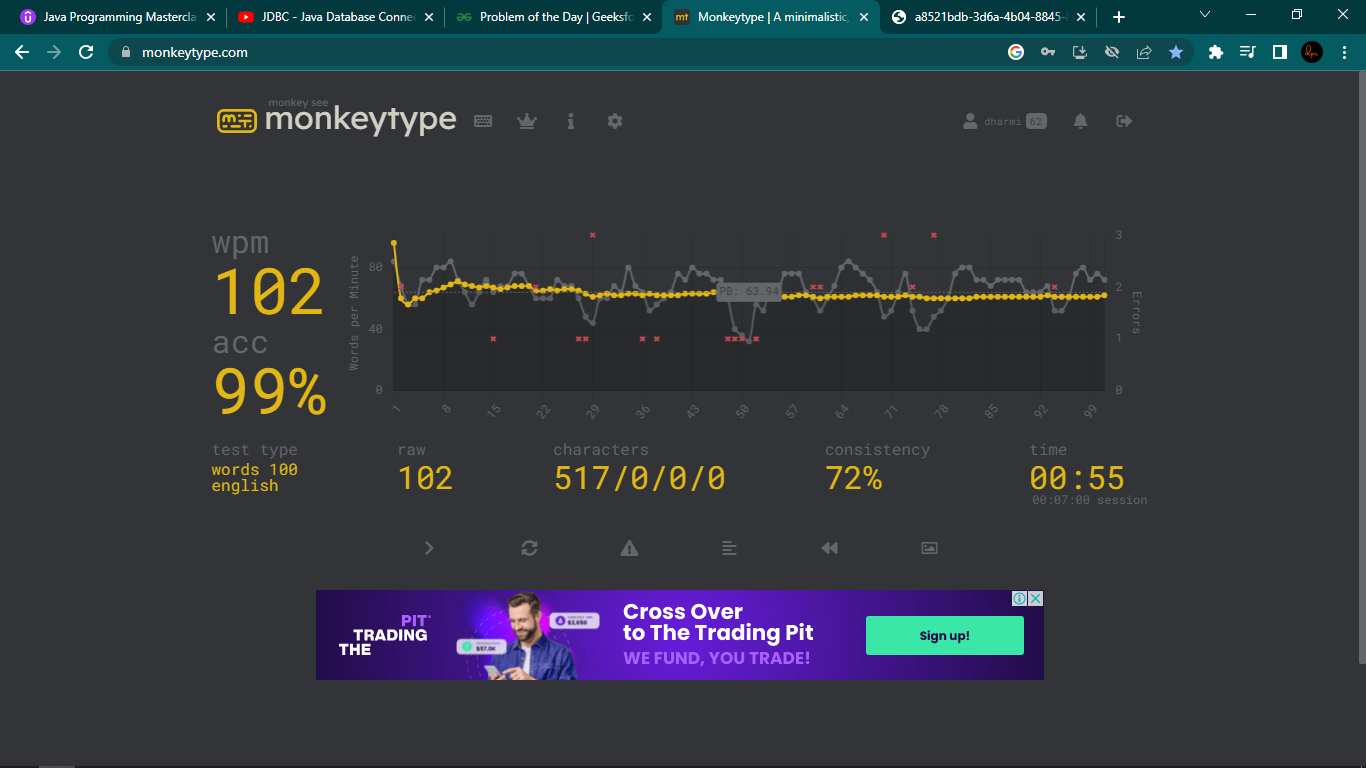 Java Programming Mastercla
JDBC - Java Database Connec
Problem of the Day | Geeksfo
Monkeytype | A minimalistic,
a8521bdb-3d6a-4b04-8845-
monkeytype.com
monkey see
monkeytype
dharmi 62
wpm
102
acc
99%
Words per Minute
80
40
0
PB: 63.94
3
2
1
0
Errors
1 8 15 22 29 36 43 50 57 64 71 78 85 92 99
test type
words 100
english
raw
102
characters
517/0/0/0
consistency
72%
time
00:55
00:07:00 session
PIT
TRADING
THE
$2,650
$57.0K
Cross Over
to The Trading Pit
WE FUND, YOU TRADE!
Sign up!